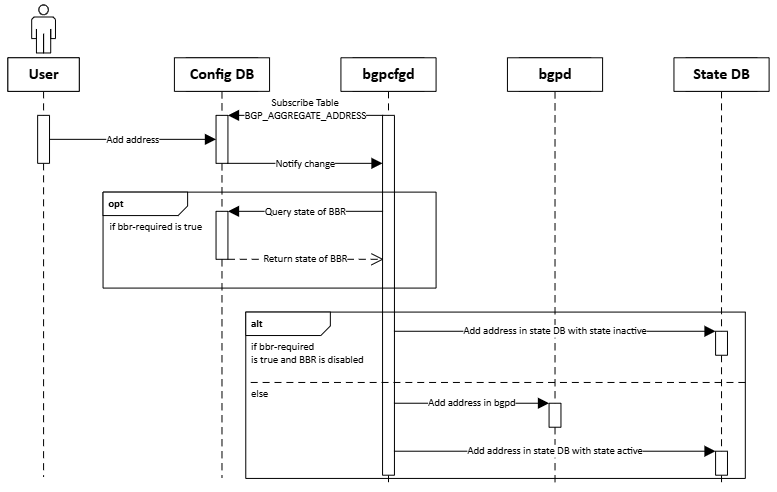 User
Config DB
bgpcfgd
bgpd
State DB
Subscribe Table
BGP_AGGREGATE_ADDRESS
Add address
Notify change
opt
Query state of BBR
if bbr-required is true
Return state of BBR
alt
Add address in state DB with state inactive
if bbr-required
is true and BBR is disabled
else
Add address in bgpd
Add address in state DB with state active